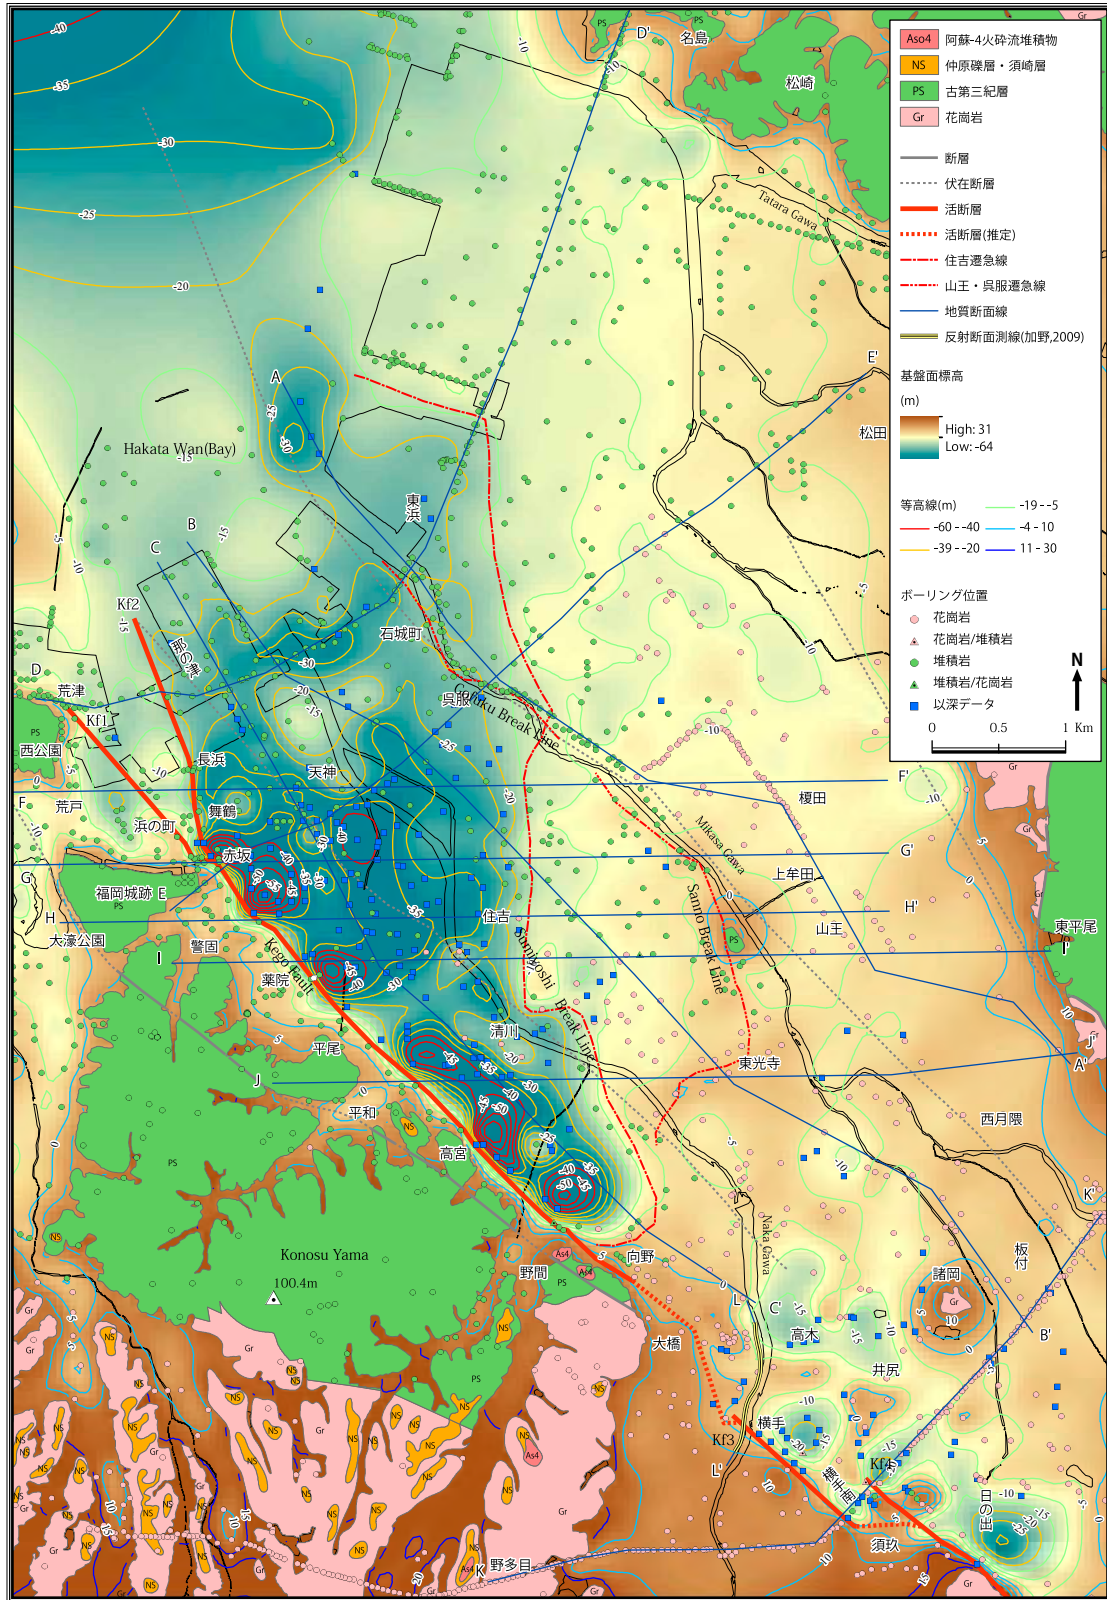 Aso4 阿蘇-4火砕流堆積物
NS 仲原礫層・須崎層
PS 古第三紀層
Gr 花崗岩
断層
伏在断層
活断層
活断層(推定)
住吉遷急線
山王・呉服遷急線
地質断面線
反射断面測線(加野,2009)
基盤面標高
(m)
High: 31
Low: -64
等高線(m)
-19 - -5
-60 - -40
-4 - 10
-39 - -20
11 - 30
ボーリング位置
花崗岩
花崗岩/堆積岩
堆積岩
堆積岩/花崗岩
以深データ
N
0 0.5 1 Km
-40
-35
-30
-25
-20
D'
名島
松崎
Tatara Gawa
E'
松田
A
Hakata Wan(Bay)
-15
東浜
B
C
Kf2
那の津
石城町
D
荒津
Kf1
呉服
Gofuku Break Line
西公園
長浜
天神
F
荒戸
舞鶴
浜の町
F'
榎田
赤坂
Mikasa Gawa
G
G'
福岡城跡 E
上牟田
H
H'
大濠公園
警固
住吉
山王
東平尾
I
I'
Kego Fault
薬院
Sumiyoshi Break Line
Sanno Break Line
清川
平尾
J
J'
A'
東光寺
平和
西月隈
高宮
K'
Konosu Yama
100.4m
Naka Gawa
向野
野間
板付
諸岡
L
C'
高木
大橋
B'
井尻
横手
Kf3
L'
Kf4
横手南
須玖
K 野多目